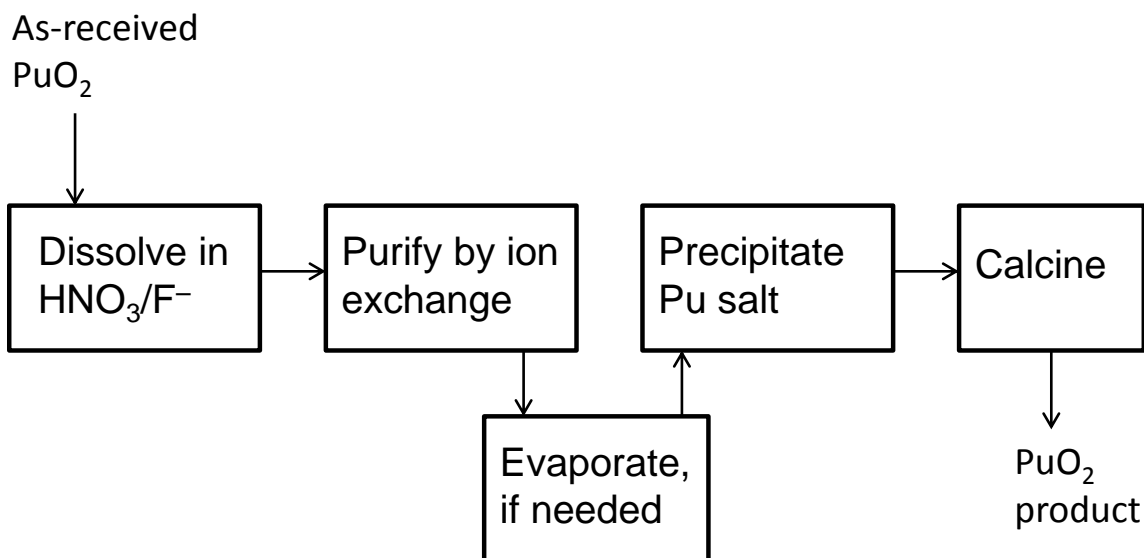 As-received
PuO₂
Dissolve in
HNO₃/F⁻
Purify by ion
exchange
Evaporate,
if needed
Precipitate
Pu salt
Calcine
PuO₂
product